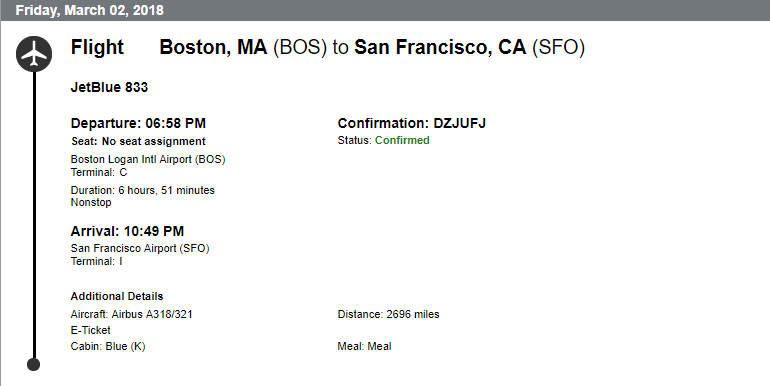 Friday, March 02, 2018
Flight Boston, MA (BOS) to San Francisco, CA (SFO)
JetBlue 833
Departure: 06:58 PM
Confirmation: DZJUFJ
Seat: No seat assignment
Status: Confirmed
Boston Logan Intl Airport (BOS)
Terminal: C
Duration: 6 hours, 51 minutes
Nonstop
Arrival: 10:49 PM
San Francisco Airport (SFO)
Terminal: I
Additional Details
Aircraft: Airbus A318/321
Distance: 2696 miles
E-Ticket
Cabin: Blue (K)
Meal: Meal